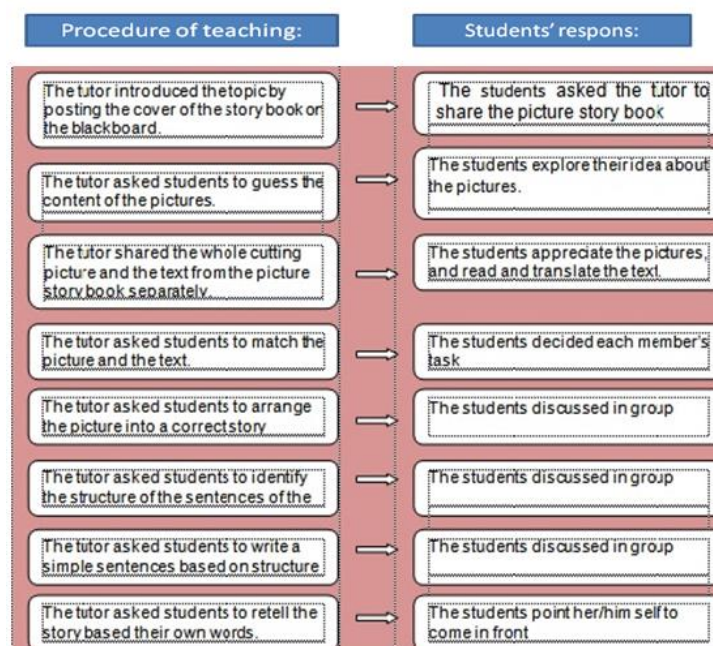 Procedure of teaching:
Students' respons:
The tutor introduced the topic by
posting the cover of the story book on
the blackboard.
The students asked the tutor to
share the picture story book
The tutor asked students to guess the
content of the pictures.
The students explore their idea about
the pictures.
The tutor shared the whole cutting
picture and the text from the picture
story book separately.
The students appreciate the pictures,
and read and translate the text.
The tutor asked students to match the
picture and the text.
The students decided each member's
task
The tutor asked students to arrange
the picture into a correct story
The students discussed in group
The tutor asked students to identify
the structure of the sentences of the
The students discussed in group
The tutor asked students to write a
simple sentences based on structure
The students discussed in group
The tutor asked students to retell the
story based their own words.
The students point her/him self to
come in front